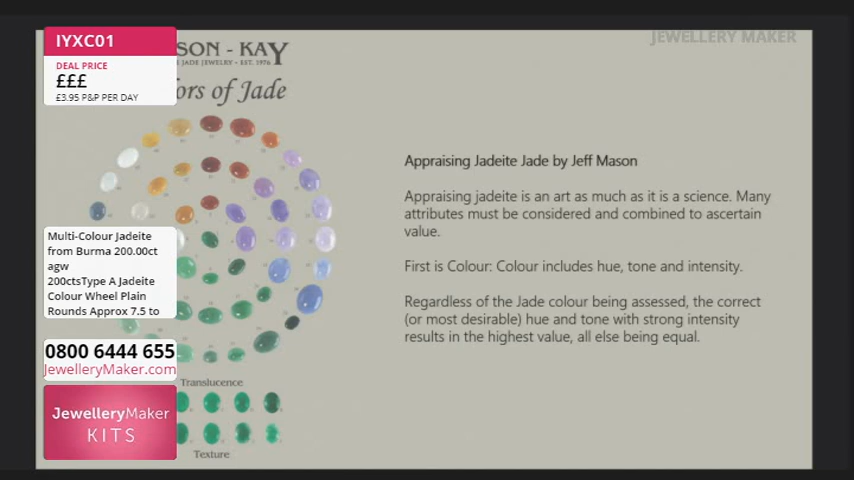 IYXC01
DEAL PRICE
£££
£3.95 P&P PER DAY
SON - KAY
JADE JEWELRY - EST. 1976
ors of Jade
JEWELLERY MAKER
Appraising Jadeite Jade by Jeff Mason
Appraising jadeite is an art as much as it is a science. Many
attributes must be considered and combined to ascertain
value.
First is Colour: Colour includes hue, tone and intensity.
Regardless of the Jade colour being assessed, the correct
(or most desirable) hue and tone with strong intensity
results in the highest value, all else being equal.
Multi-Colour Jadeite
from Burma 200.00ct
agw
200ctsType A Jadeite
Colour Wheel Plain
Rounds Approx 7.5 to
0800 6444 655
JewelleryMaker.com
JewelleryMaker
KITS
Translucence
Texture